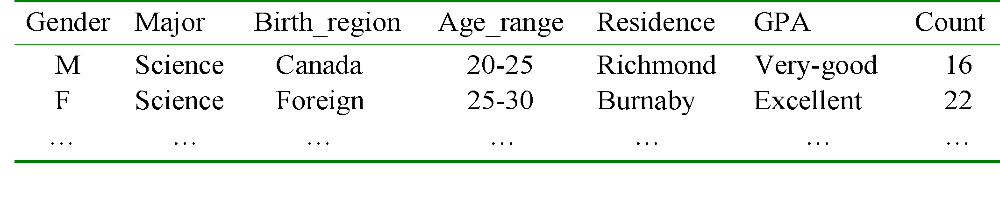 Gender Major Birth_region Age_range Residence GPA Count
M Science Canada 20-25 Richmond Very-good 16
F Science Foreign 25-30 Burnaby Excellent 22
… … … … … … …